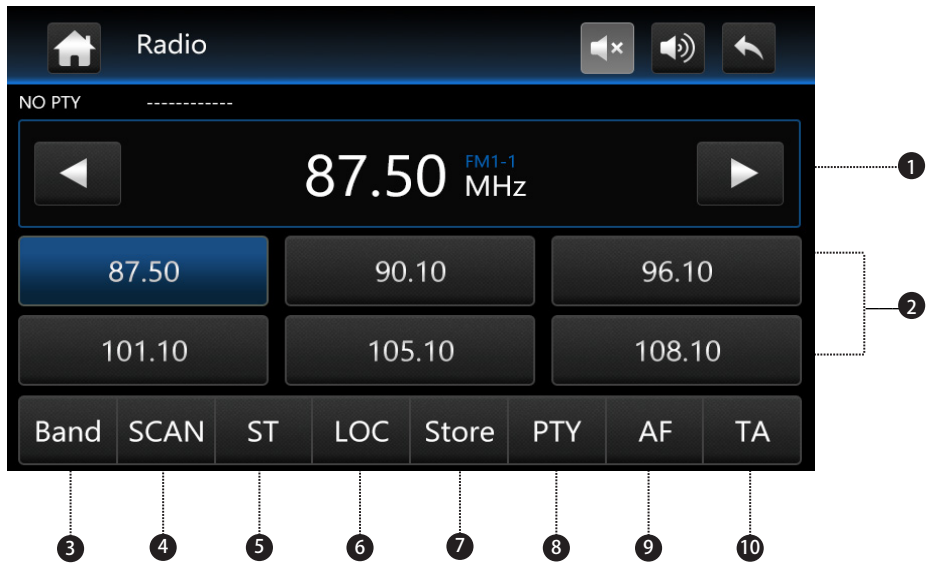 Radio
NO PTY ------------
87.50 FM1-1 MHz
1
87.50 90.10 96.10
2
101.10 105.10 108.10
Band SCAN ST LOC Store PTY AF TA
3 4 5 6 7 8 9 10